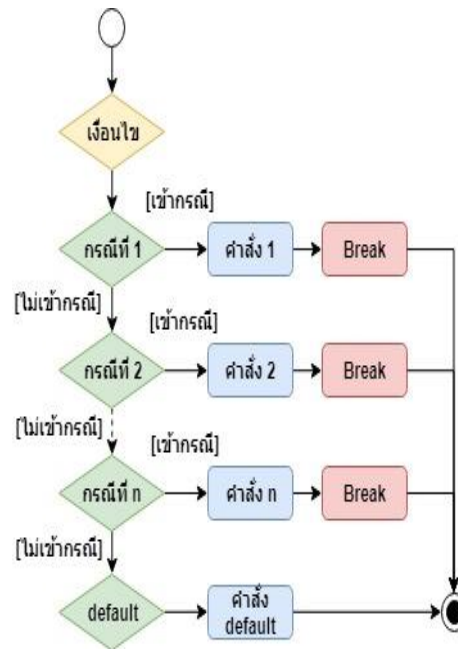 เงื่อนไข
[เข้ากรณี]
กรณีที่ 1
คำสั่ง 1
Break
[ไม่เข้ากรณี]
[เข้ากรณี]
กรณีที่ 2
คำสั่ง 2
Break
[ไม่เข้ากรณี]
[เข้ากรณี]
กรณีที่ n
คำสั่ง n
Break
[ไม่เข้ากรณี]
default
คำสั่ง
default